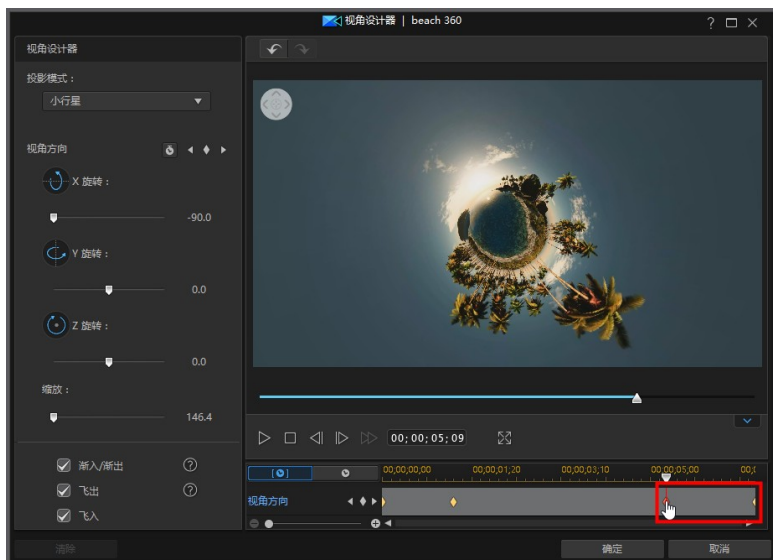 视角设计器 | beach 360
?
视角设计器
投影模式：
小行星
视角方向
X 旋转：
-90.0
Y 旋转：
0.0
Z 旋转：
0.0
缩放：
146.4
渐入/渐出
飞出
飞入
清除
00;00;05;09
00;00;00;00 00;00;01;20 00;00;03;10 00;00;05;00
视角方向
确定 取消